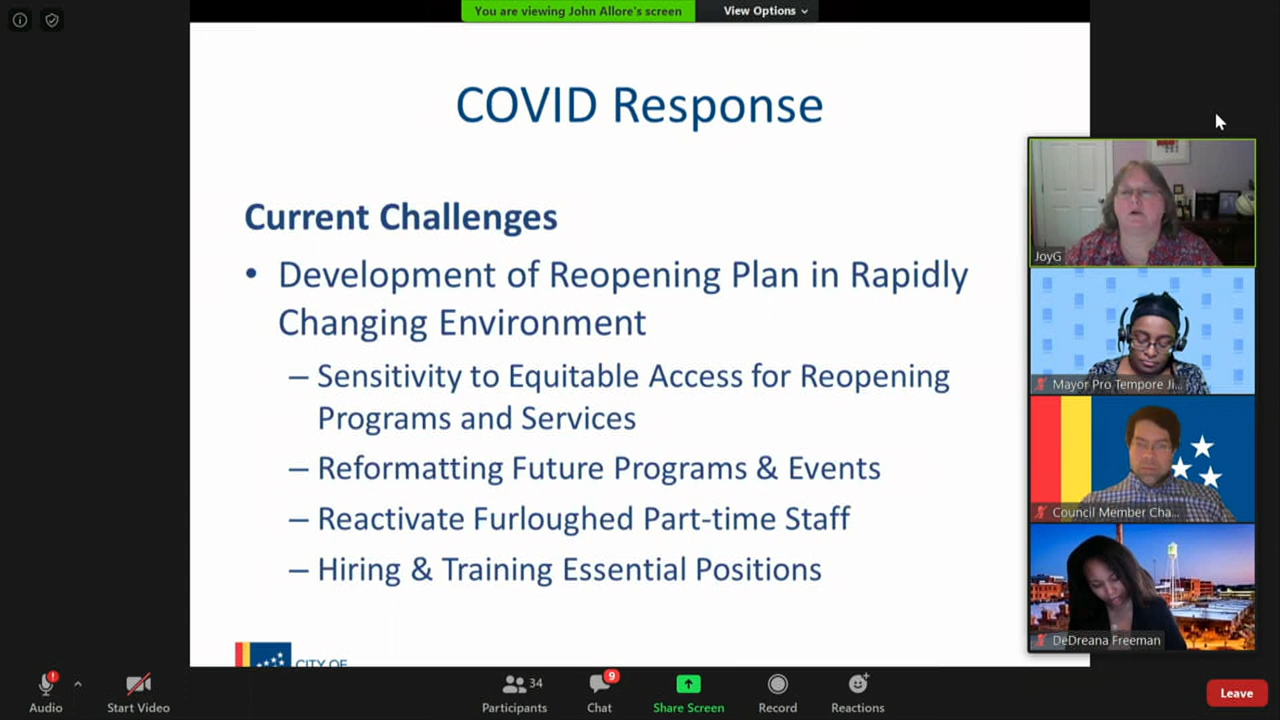 You are viewing John Allore's screen
View Options
COVID Response
Current Challenges
• Development of Reopening Plan in Rapidly
Changing Environment
– Sensitivity to Equitable Access for Reopening
Programs and Services
– Reformatting Future Programs & Events
– Reactivate Furloughed Part-time Staff
– Hiring & Training Essential Positions
CITY OF
JoyG
Mayor Pro Tempore Ji...
Council Member Cha...
DeDreana Freeman
Audio
Start Video
34
Participants
9
Chat
Share Screen
Record
Reactions
Leave